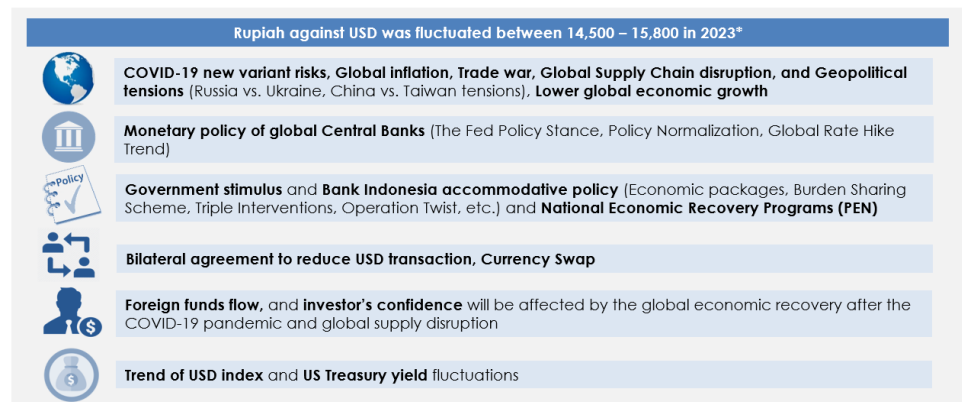 Rupiah against USD was fluctuated between 14,500 – 15,800 in 2023*
COVID-19 new variant risks, Global inflation, Trade war, Global Supply Chain disruption, and Geopolitical
tensions (Russia vs. Ukraine, China vs. Taiwan tensions), Lower global economic growth
Monetary policy of global Central Banks (The Fed Policy Stance, Policy Normalization, Global Rate Hike
Trend)
Policy
Government stimulus and Bank Indonesia accommodative policy (Economic packages, Burden Sharing
Scheme, Triple Interventions, Operation Twist, etc.) and National Economic Recovery Programs (PEN)
Bilateral agreement to reduce USD transaction, Currency Swap
Foreign funds flow, and investor's confidence will be affected by the global economic recovery after the
$ COVID-19 pandemic and global supply disruption
$
Trend of USD index and US Treasury yield fluctuations